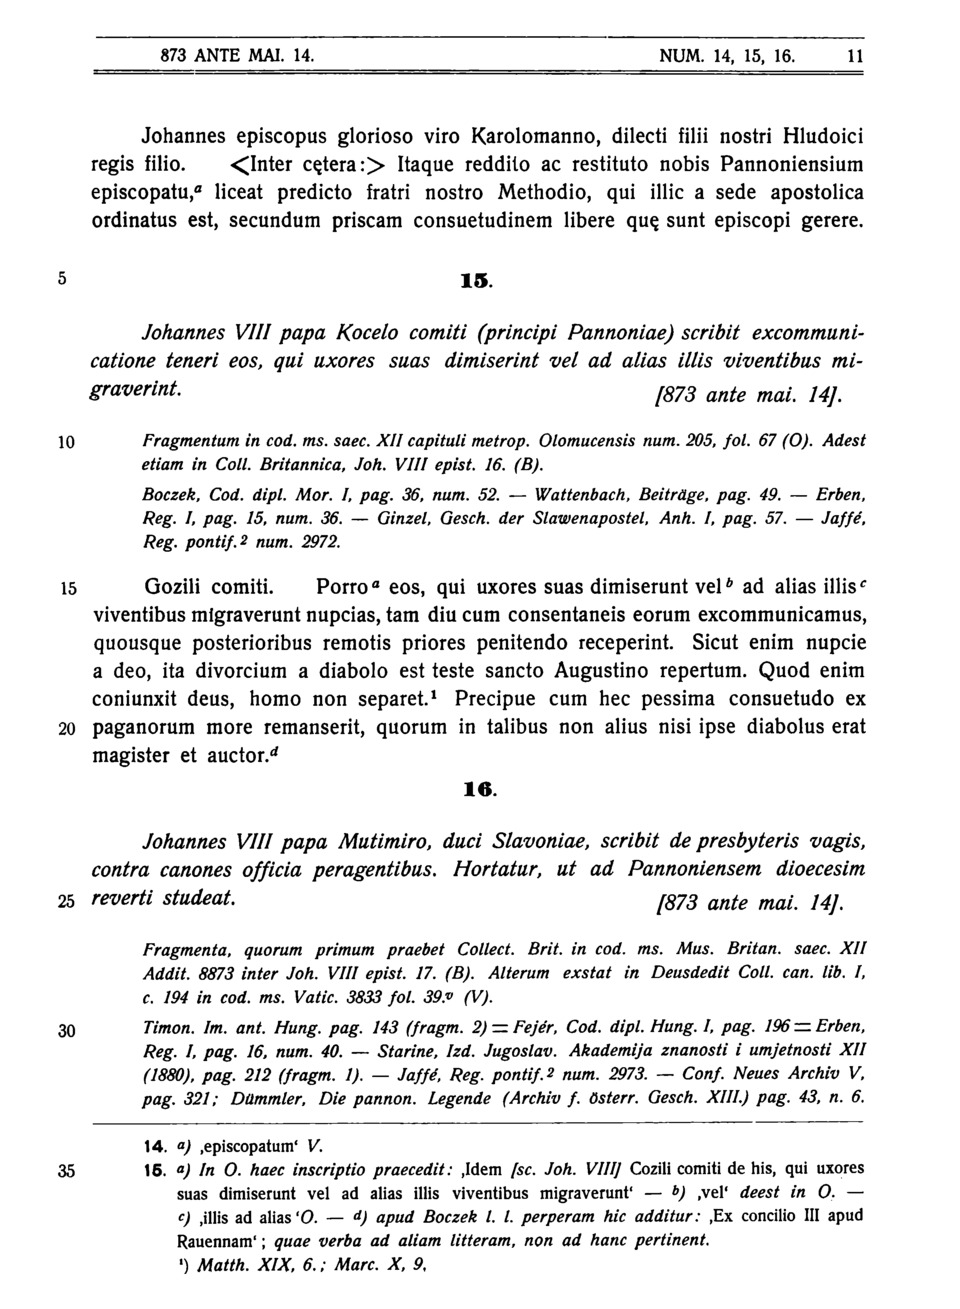 873 ANTE MAI. 14. NUM. 14, 15, 16. 11
Johannes episcopus glorioso viro Karolomanno, dilecti filii nostri Hludoici
regis filio. <Inter cętera:> Itaque reddito ac restituto nobis Pannoniensium
episcopatu,ᵃ liceat predicto fratri nostro Methodio, qui illic a sede apostolica
ordinatus est, secundum priscam consuetudinem libere quę sunt episcopi gerere.
5 15.
Johannes VIII papa Kocelo comiti (principi Pannoniae) scribit excommuni-
catione teneri eos, qui uxores suas dimiserint vel ad alias illis viventibus mi-
graverint. [873 ante mai. 14].
10 Fragmentum in cod. ms. saec. XII capituli metrop. Olomucensis num. 205, fol. 67 (O). Adest
etiam in Coll. Britannica, Joh. VIII epist. 16. (B).
Boczek, Cod. dipl. Mor. I, pag. 36, num. 52. — Wattenbach, Beiträge, pag. 49. — Erben,
Reg. I, pag. 15, num. 36. — Ginzel, Gesch. der Slawenapostel, Anh. I, pag. 57. — Jaffé,
Reg. pontif.² num. 2972.
15 Gozili comiti. Porroᵃ eos, qui uxores suas dimiserunt velᵇ ad alias illisᶜ
viventibus migraverunt nupcias, tam diu cum consentaneis eorum excommunicamus,
quousque posterioribus remotis priores penitendo receperint. Sicut enim nupcie
a deo, ita divorcium a diabolo est teste sancto Augustino repertum. Quod enim
coniunxit deus, homo non separet.¹ Precipue cum hec pessima consuetudo ex
20 paganorum more remanserit, quorum in talibus non alius nisi ipse diabolus erat
magister et auctor.ᵈ
16.
Johannes VIII papa Mutimiro, duci Slavoniae, scribit de presbyteris vagis,
contra canones officia peragentibus. Hortatur, ut ad Pannoniensem dioecesim
25 reverti studeat. [873 ante mai. 14].
Fragmenta, quorum primum praebet Collect. Brit. in cod. ms. Mus. Britan. saec. XII
Addit. 8873 inter Joh. VIII epist. 17. (B). Alterum exstat in Deusdedit Coll. can. lib. I,
c. 194 in cod. ms. Vatic. 3833 fol. 39.ᵛ (V).
30 Timon. Im. ant. Hung. pag. 143 (fragm. 2) = Fejér, Cod. dipl. Hung. I, pag. 196 = Erben,
Reg. I, pag. 16, num. 40. — Starine, Izd. Jugoslav. Akademija znanosti i umjetnosti XII
(1880), pag. 212 (fragm. 1). — Jaffé, Reg. pontif.² num. 2973. — Conf. Neues Archiv V,
pag. 321; Dümmler, Die pannon. Legende (Archiv f. österr. Gesch. XIII.) pag. 43, n. 6.
14. ᵃ) ‚episcopatum‘ V.
35 15. ᵃ) In O. haec inscriptio praecedit: ‚Idem [sc. Joh. VIII] Cozili comiti de his, qui uxores
suas dimiserunt vel ad alias illis viventibus migraverunt‘ — ᵇ) ‚vel‘ deest in O. —
ᶜ) ‚illis ad alias‘ O. — ᵈ) apud Boczek l. l. perperam hic additur: ‚Ex concilio III apud
Rauennam‘; quae verba ad aliam litteram, non ad hanc pertinent.
¹) Matth. XIX, 6.; Marc. X, 9,